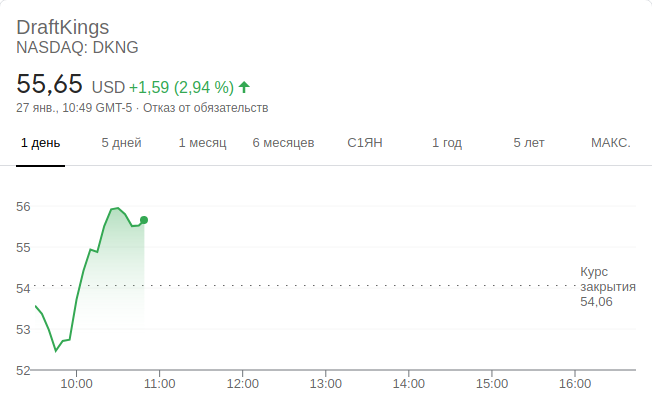 DraftKings
NASDAQ: DKNG
55,65 USD +1,59 (2,94 %)
27 янв., 10:49 GMT-5 · Отказ от обязательств
1 день 5 дней 1 месяц 6 месяцев С1ЯН 1 год 5 лет МАКС.
56
55
54
53
52
Курс
закрытия
54,06
10:00 11:00 12:00 13:00 14:00 15:00 16:00